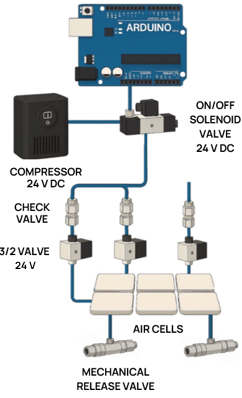 ARDUINO
ON/OFF
SOLENOID
VALVE
24 V DC
COMPRESSOR
24 V DC
CHECK
VALVE
3/2 VALVE
24 V
AIR CELLS
MECHANICAL
RELEASE VALVE